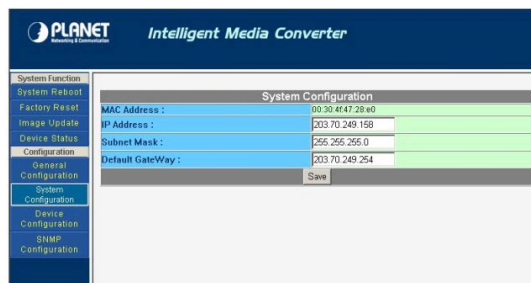 PLANET
Networking & Communication
Intelligent Media Converter
System Function
System Reboot
Factory Reset
Image Update
Device Status
Configuration
General
Configuration
System
Configuration
Device
Configuration
SNMP
Configuration
System Configuration
MAC Address : 00:30:4f:47:28:e0
IP Address : 203.70.249.158
Subnet Mask : 255.255.255.0
Default GateWay : 203.70.249.254
Save